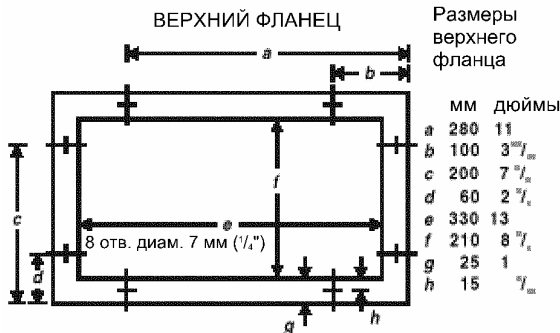 ВЕРХНИЙ ФЛАНЕЦ
Размеры
верхнего
фланца
a
b
мм дюймы
a 280 11
b 100 3
c 200 7
d 60 2
e 330 13
f 210 8
g 25 1
h 15
c
f
e
8 отв. диам. 7 мм (1/4")
d
g
h